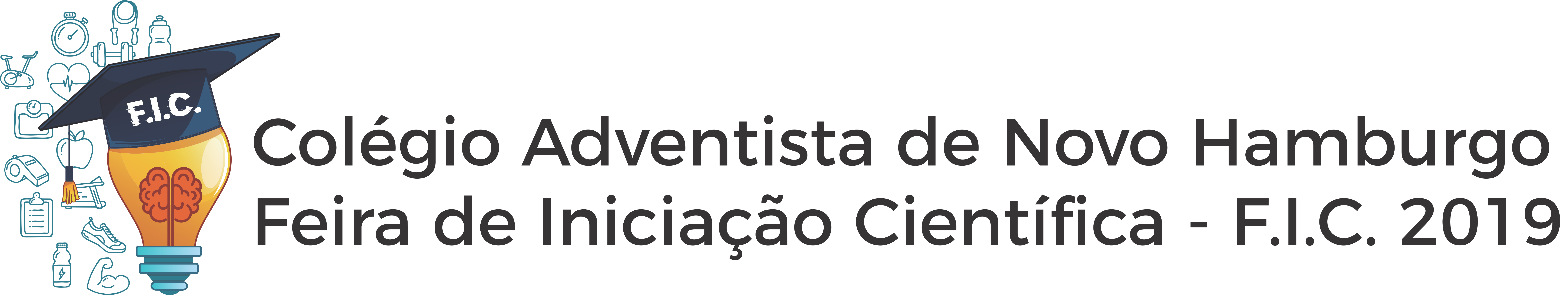 F.I.C.
Colégio Adventista de Novo Hamburgo
Feira de Iniciação Científica - F.I.C. 2019